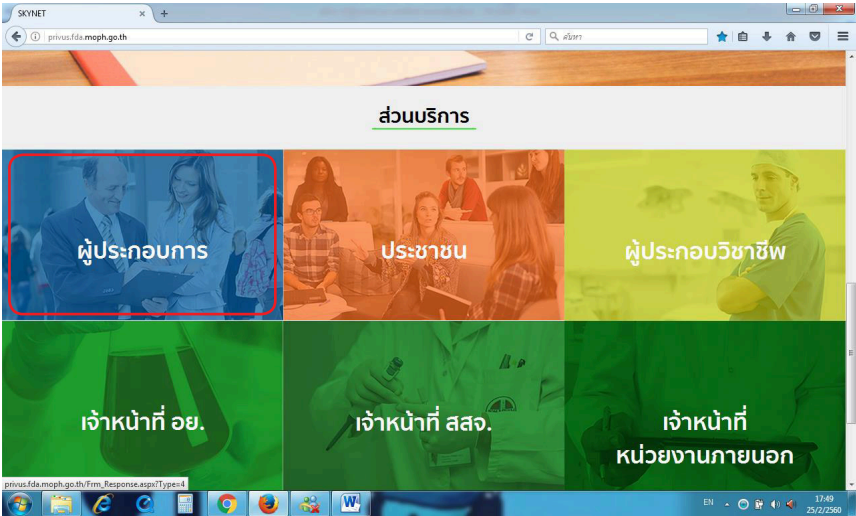 SKYNET
privus.fda.moph.go.th
ค้นหา
ส่วนบริการ
ผู้ประกอบการ
ประชาชน
ผู้ประกอบวิชาชีพ
เจ้าหน้าที่ อย.
เจ้าหน้าที่ สสจ.
เจ้าหน้าที่
หน่วยงานภายนอก
privus.fda.moph.go.th/Frm_Response.aspx?Type=4
EN
17:49
25/2/2560